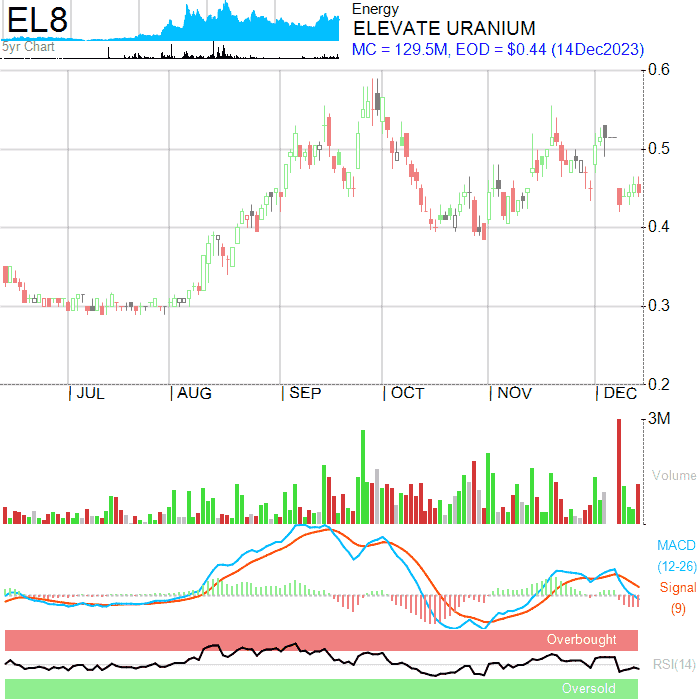 EL8
5yr Chart
Energy
ELEVATE URANIUM
MC = 129.5M, EOD = $0.44 (14Dec2023)
0.6
0.5
0.4
0.3
0.2
JUL AUG SEP OCT NOV DEC
3M
Volume
MACD
(12-26)
Signal
(9)
Overbought
RSI(14)
Oversold